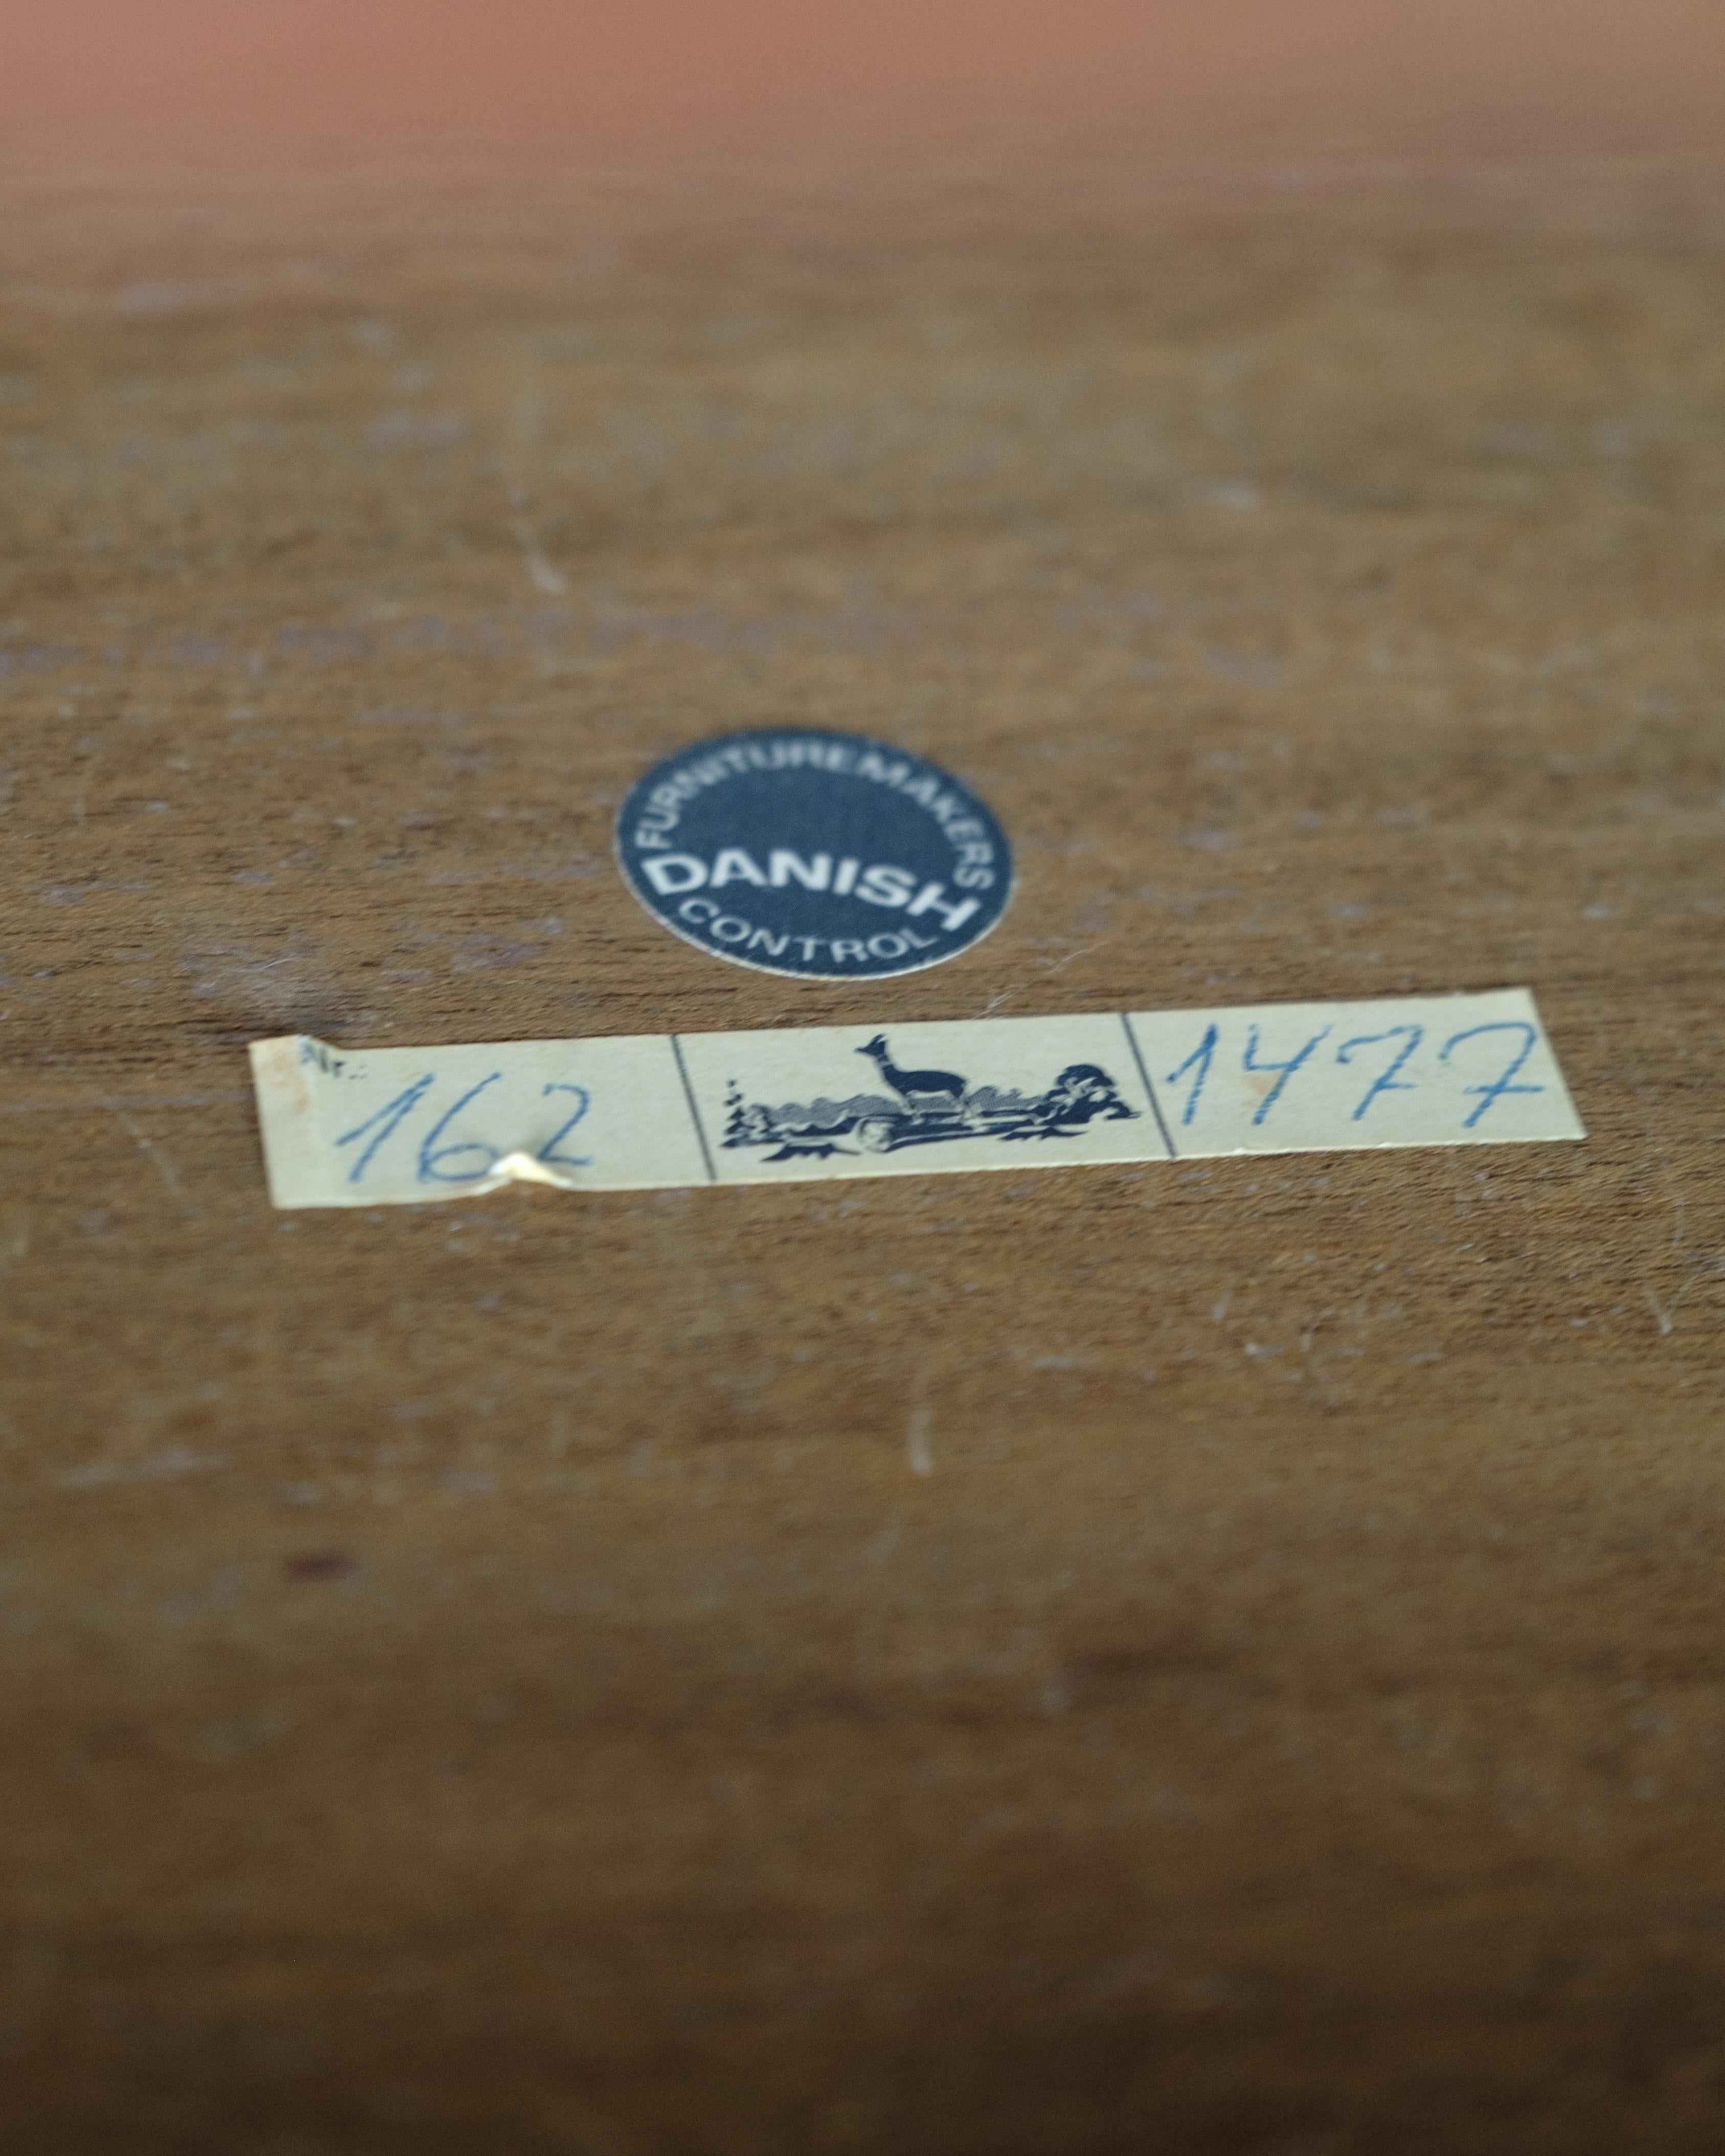 FURNITUREMAKERS
DANISH
CONTROL
Nr.: 162 1477